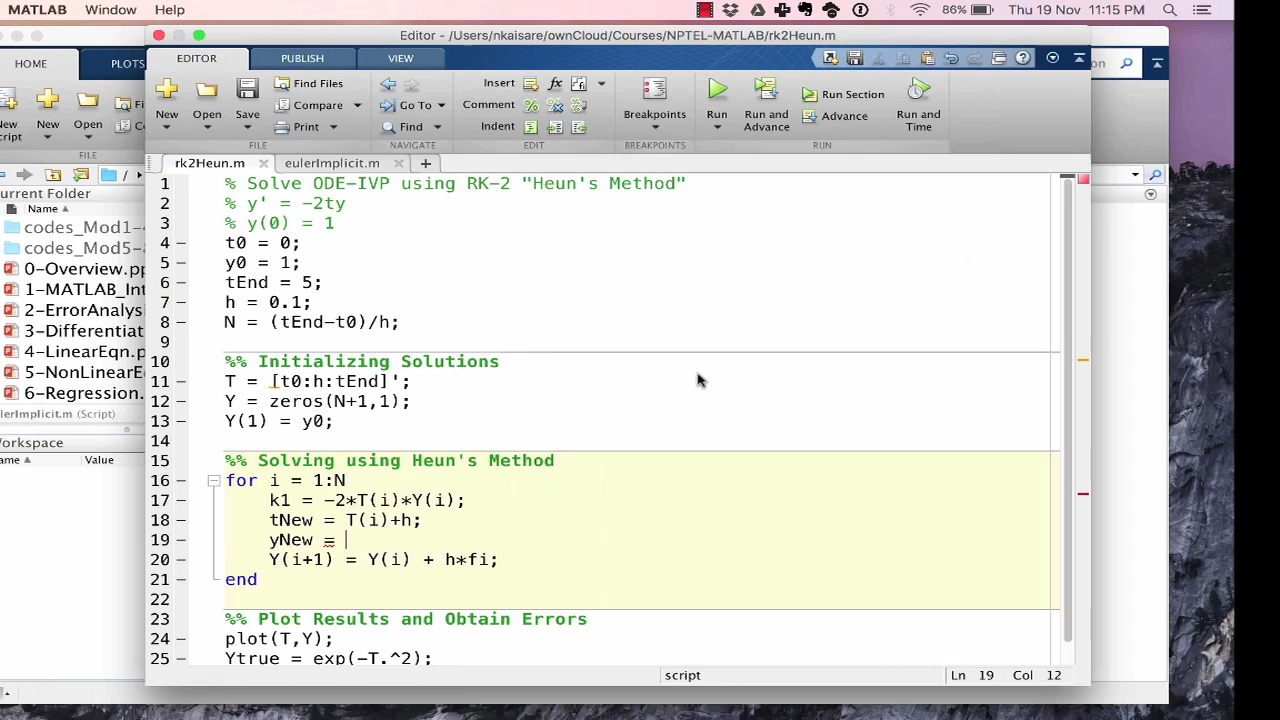 MATLAB Window Help
86% Thu 19 Nov 11:15 PM
Editor - /Users/nkaisare/ownCloud/Courses/NPTEL-MATLAB/rk2Heun.m
HOME PLOTS
EDITOR PUBLISH VIEW
New Open Save
Find Files
Compare
Print
Go To
Find
Insert
Comment
Indent
Breakpoints
Run
Run and Advance
Run Section
Advance
Run and Time
New Open
FILE NAVIGATE EDIT BREAKPOINTS RUN
FILE
rk2Heun.m eulerImplicit.m
urrent Folder
Name
codes_Mod1-4
codes_Mod5-8
0-Overview.pp
1-MATLAB_Int
2-ErrorAnalys
3-Differentiat
4-LinearEqn.p
5-NonLinearE
6-Regression.
lerImplicit.m (Script)
Workspace
ame Value
1 % Solve ODE-IVP using RK-2 "Heun's Method"
2 % y' = -2ty
3 % y(0) = 1
4 – t0 = 0;
5 – y0 = 1;
6 – tEnd = 5;
7 – h = 0.1;
8 – N = (tEnd-t0)/h;
9
10 %% Initializing Solutions
11 – T = [t0:h:tEnd]';
12 – Y = zeros(N+1,1);
13 – Y(1) = y0;
14
15 %% Solving using Heun's Method
16 – for i = 1:N
17 – k1 = -2*T(i)*Y(i);
18 – tNew = T(i)+h;
19 – yNew =
20 – Y(i+1) = Y(i) + h*fi;
21 – end
22
23 %% Plot Results and Obtain Errors
24 – plot(T,Y);
25 – Ytrue = exp(-T.^2);
script Ln 19 Col 12